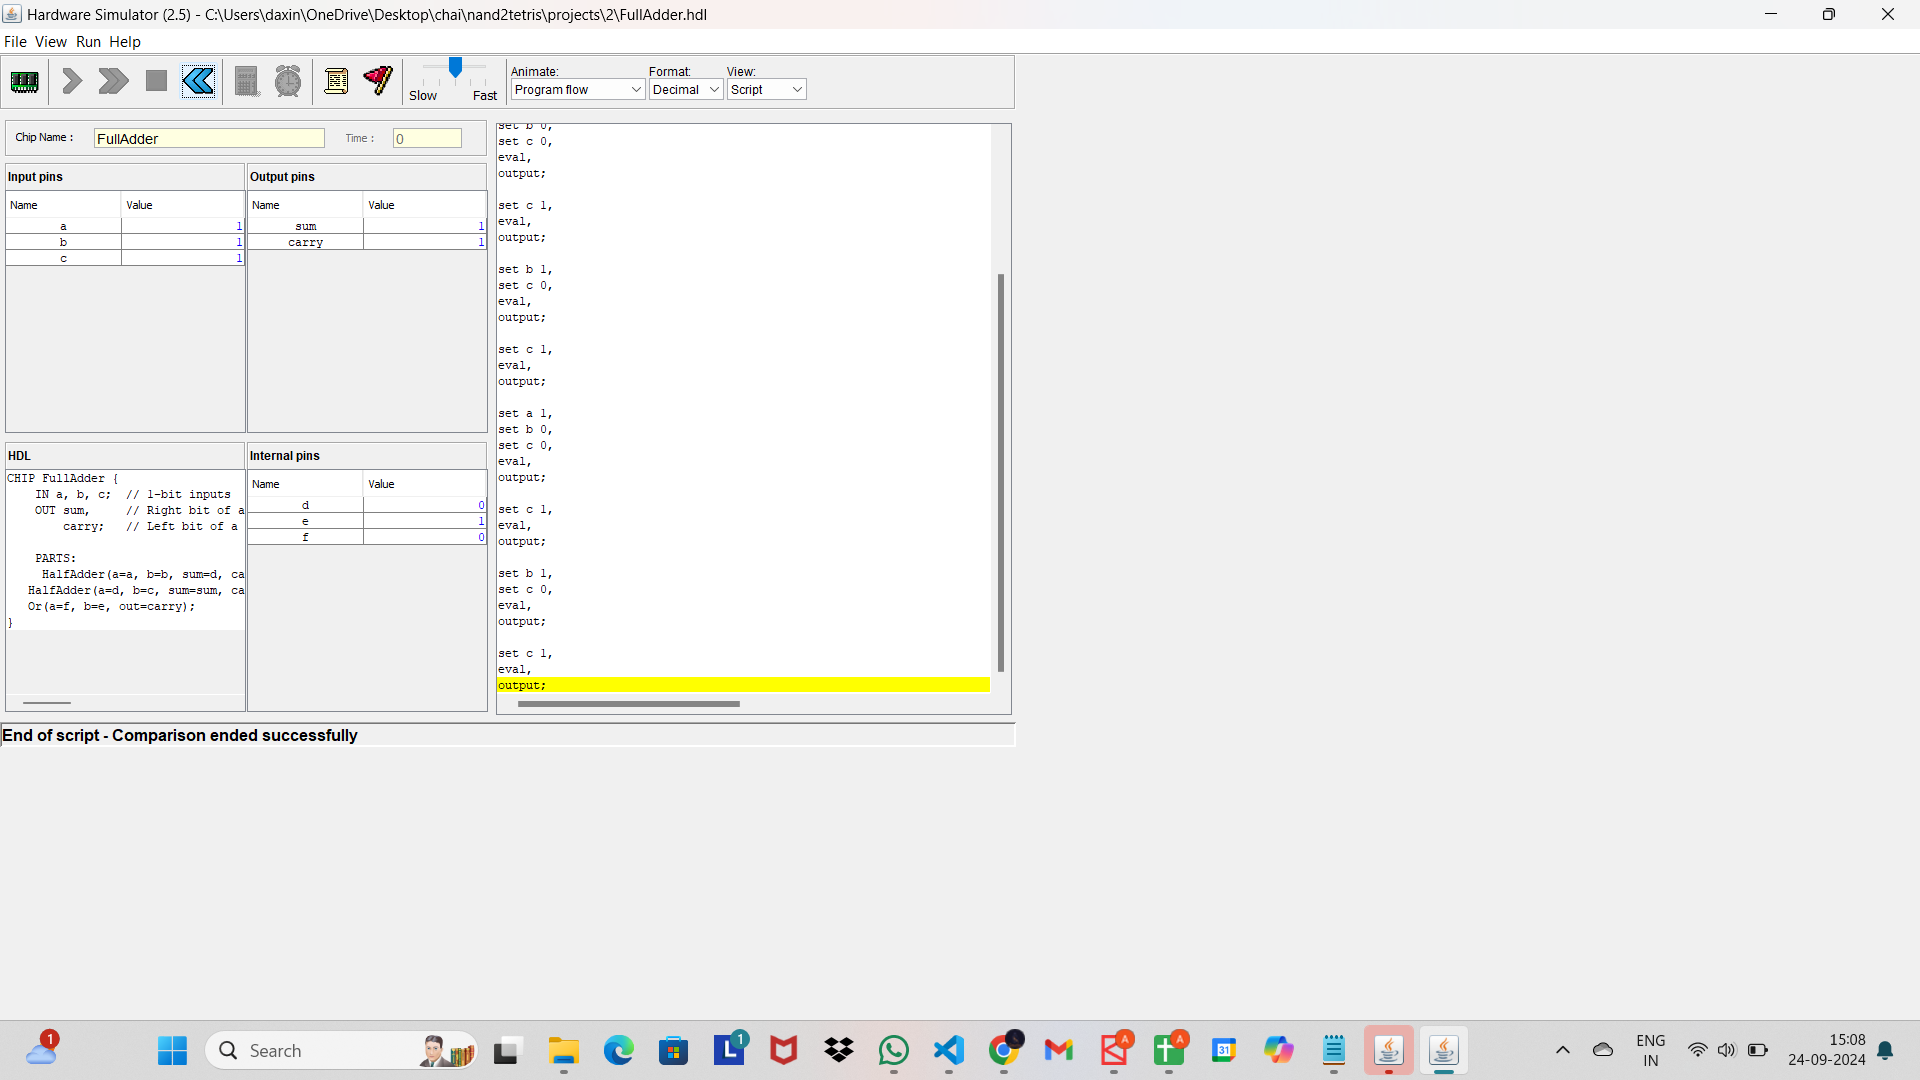 Hardware Simulator (2.5) - C:\Users\daxin\OneDrive\Desktop\chai\nand2tetris\projects\2\FullAdder.hdl
File View Run Help
Slow Fast
Animate: Format: View:
Program flow Decimal Script
Chip Name : FullAdder Time : 0
Input pins
Name Value
a 1
b 1
c 1
Output pins
Name Value
sum 1
carry 1
HDL
CHIP FullAdder {
IN a, b, c; // 1-bit inputs
OUT sum, // Right bit of a
carry; // Left bit of a
PARTS:
HalfAdder(a=a, b=b, sum=d, ca
HalfAdder(a=d, b=c, sum=sum, ca
Or(a=f, b=e, out=carry);
}
Internal pins
Name Value
d 0
e 1
f 0
set b 0,
set c 0,
eval,
output;
set c 1,
eval,
output;
set b 1,
set c 0,
eval,
output;
set c 1,
eval,
output;
set a 1,
set b 0,
set c 0,
eval,
output;
set c 1,
eval,
output;
set b 1,
set c 0,
eval,
output;
set c 1,
eval,
output;
End of script - Comparison ended successfully
1
Search
L 1
A
A
31
ENG
IN
15:08
24-09-2024